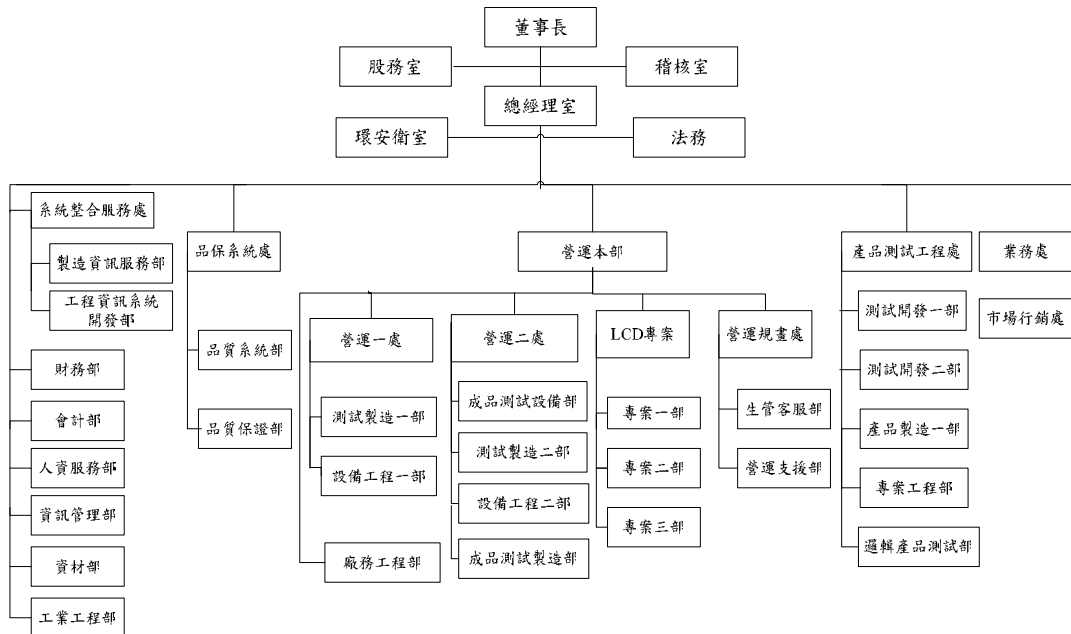 董事長
股務室
稽核室
總經理室
環安衛室
法務
系統整合服務處
製造資訊服務部
工程資訊系統
開發部
財務部
會計部
人資服務部
資訊管理部
資材部
工業工程部
品保系統處
品質系統部
品質保證部
營運本部
營運一處
測試製造一部
設備工程一部
廠務工程部
營運二處
成品測試設備部
測試製造二部
設備工程二部
成品測試製造部
LCD專案
專案一部
專案二部
專案三部
營運規畫處
生管客服部
營運支援部
產品測試工程處
測試開發一部
測試開發二部
產品製造一部
專案工程部
邏輯產品測試部
業務處
市場行銷處